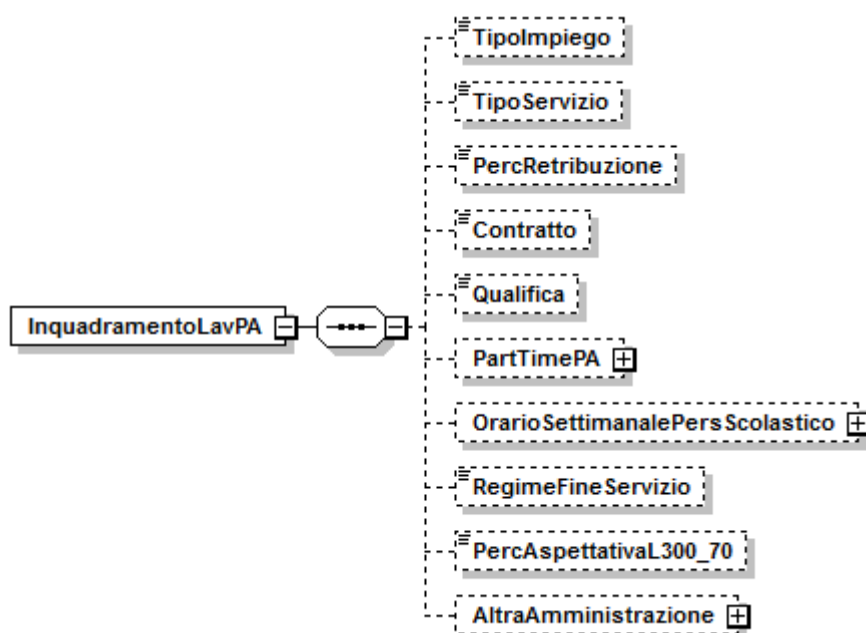 TipoImpiego
TipoServizio
PercRetribuzione
Contratto
Qualifica
InquadramentoLavPA
PartTimePA
OrarioSettimanalePersScolastico
RegimeFineServizio
PercAspettativaL300_70
AltraAmministrazione